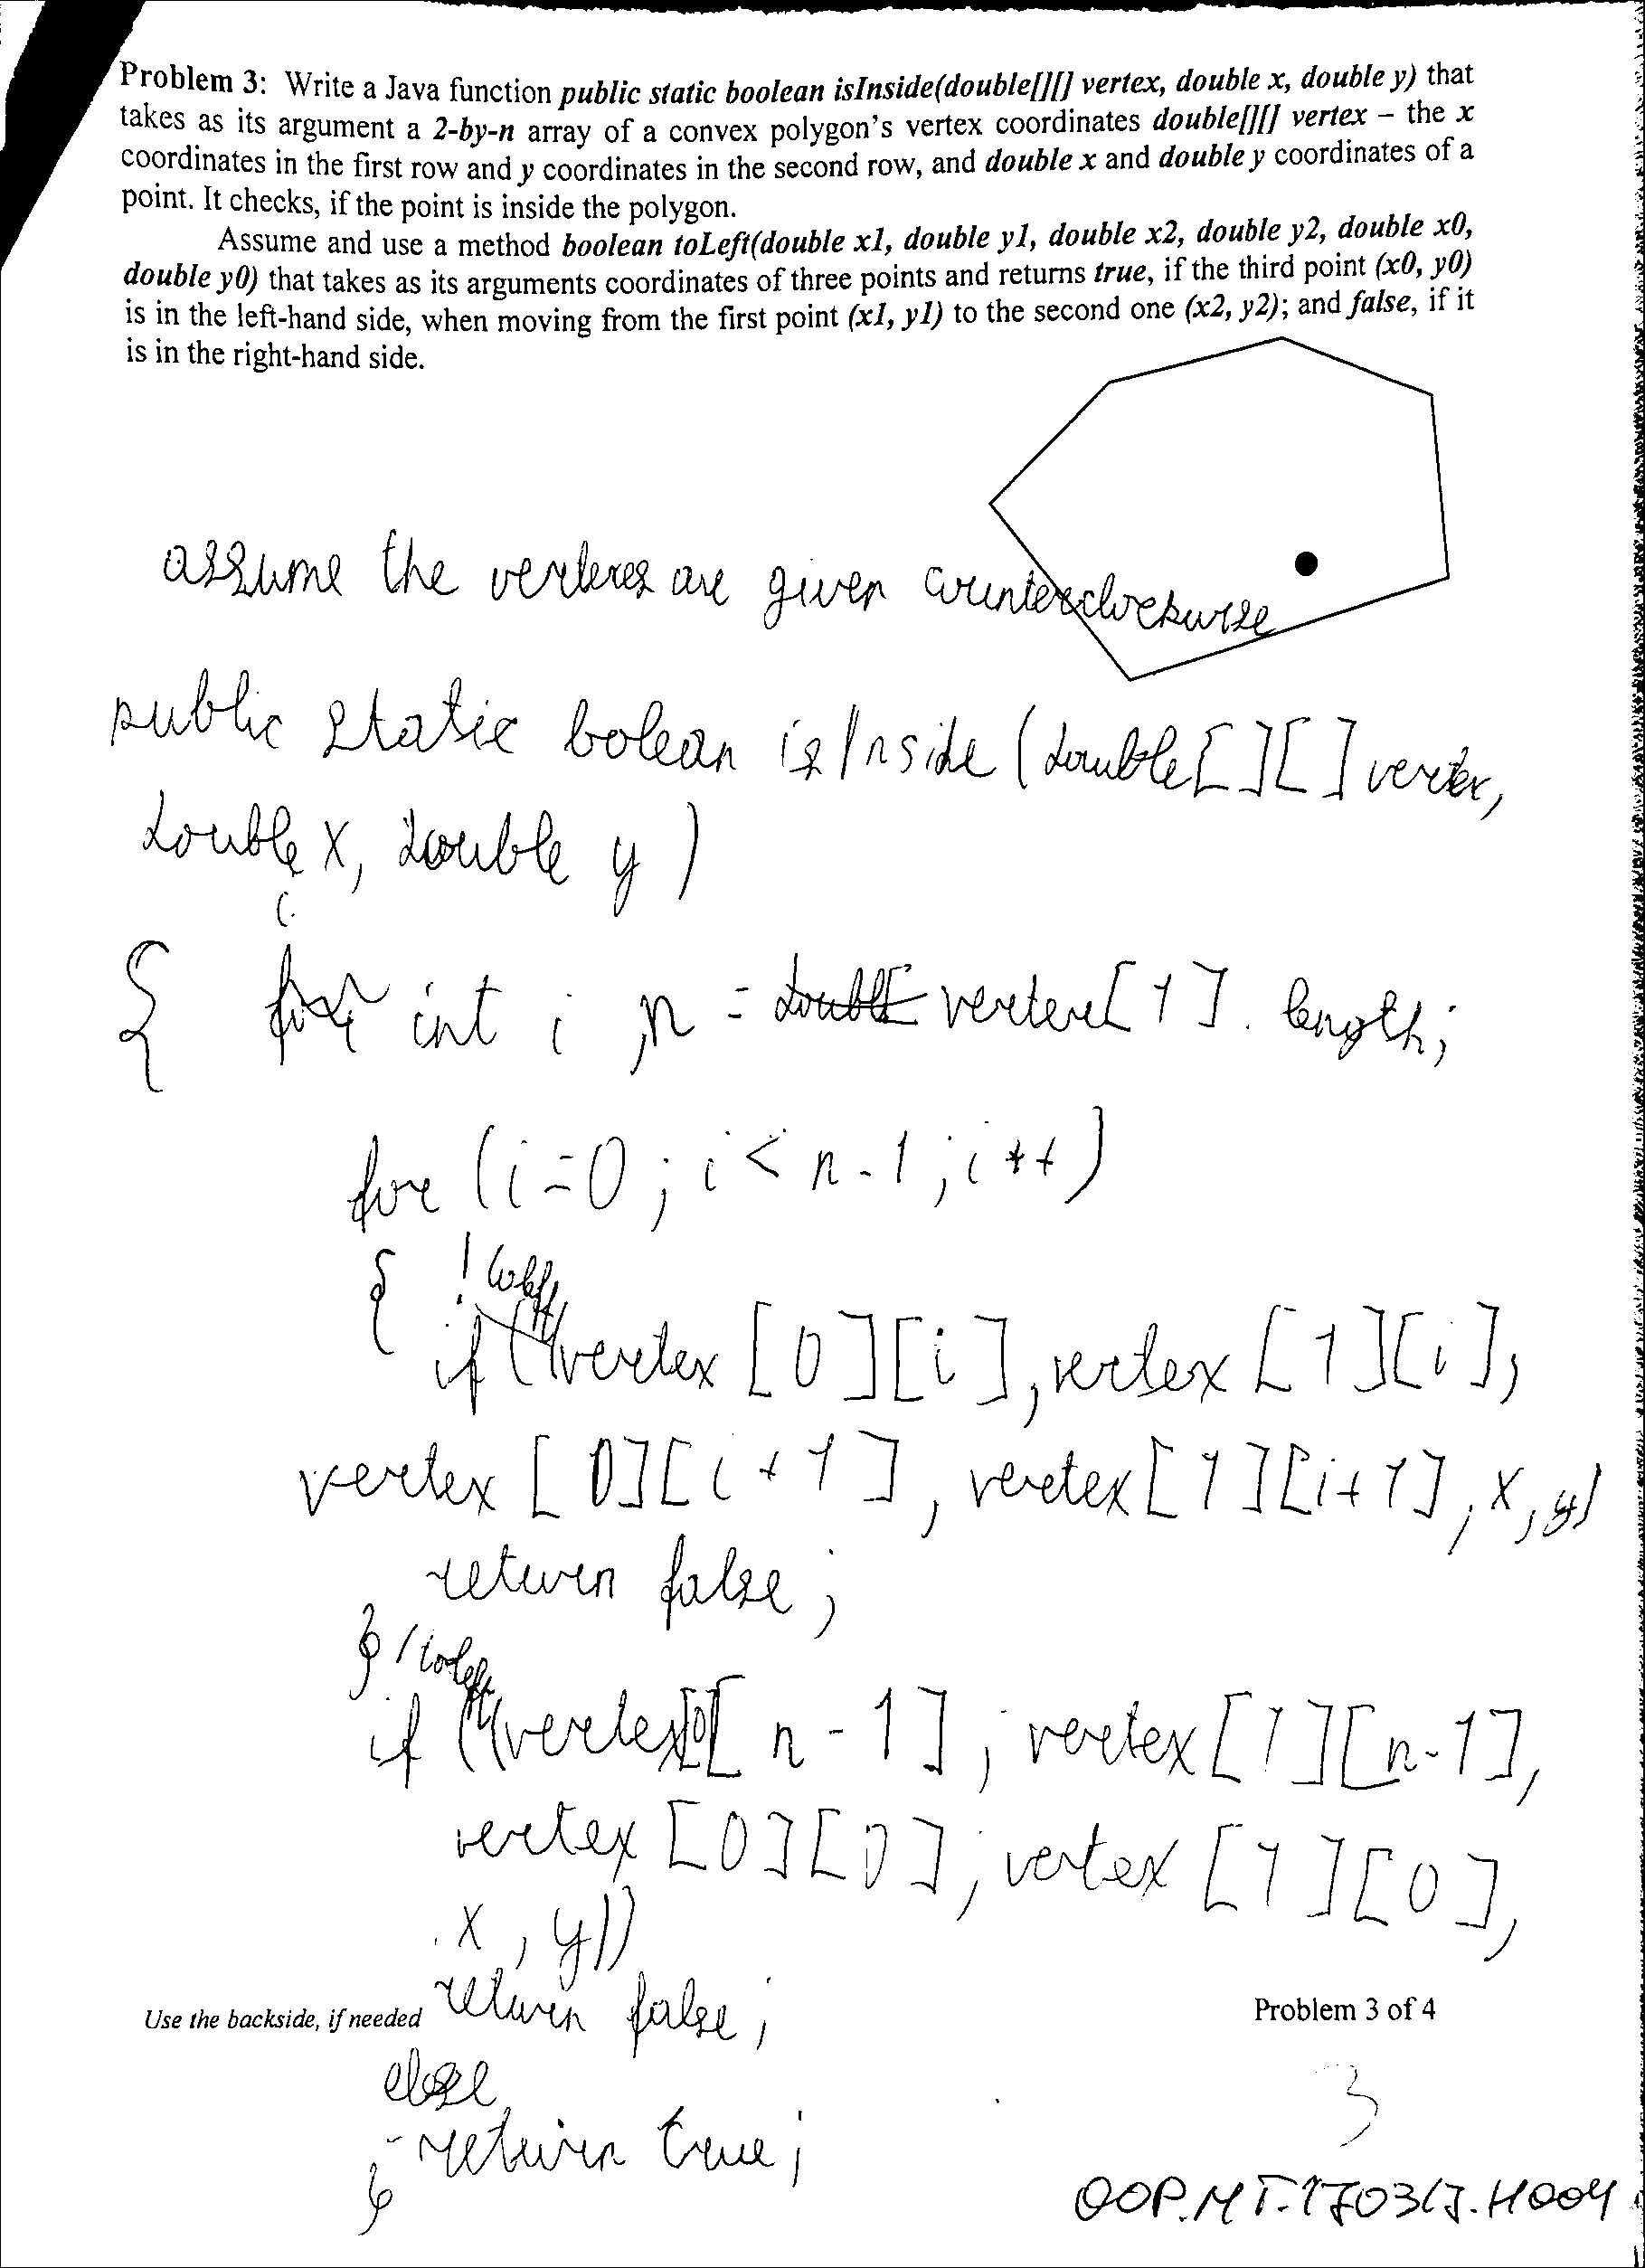 Problem 3: Write a Java function public static boolean isInside(double[][] vertex, double x, double y) that
takes as its argument a 2-by-n array of a convex polygon's vertex coordinates double[][] vertex – the x
coordinates in the first row and y coordinates in the second row, and double x and double y coordinates of a
point. It checks, if the point is inside the polygon.
Assume and use a method boolean toLeft(double x1, double y1, double x2, double y2, double x0,
double y0) that takes as its arguments coordinates of three points and returns true, if the third point (x0, y0)
is in the left-hand side, when moving from the first point (x1, y1) to the second one (x2, y2); and false, if it
is in the right-hand side.
assume the vertexes are given counterclockwise
public static bolean isInside (double[][] vertex,
double x, double y)
{ for int i, n = double vertex[1].length;
for (i=0; i<n-1; i++)
{ !toleft
if (vertex[0][i], vertex[1][i],
vertex[0][i+1], vertex[1][i+1], x, y)
return false;
} !toleft
if (vertex[0][n-1], vertex[1][n-1],
vertex[0][0], vertex[1][0],
x, y))
return false;
Use the backside, if needed
Problem 3 of 4
else
return true;
}
3
OOP.MT.170317.H004